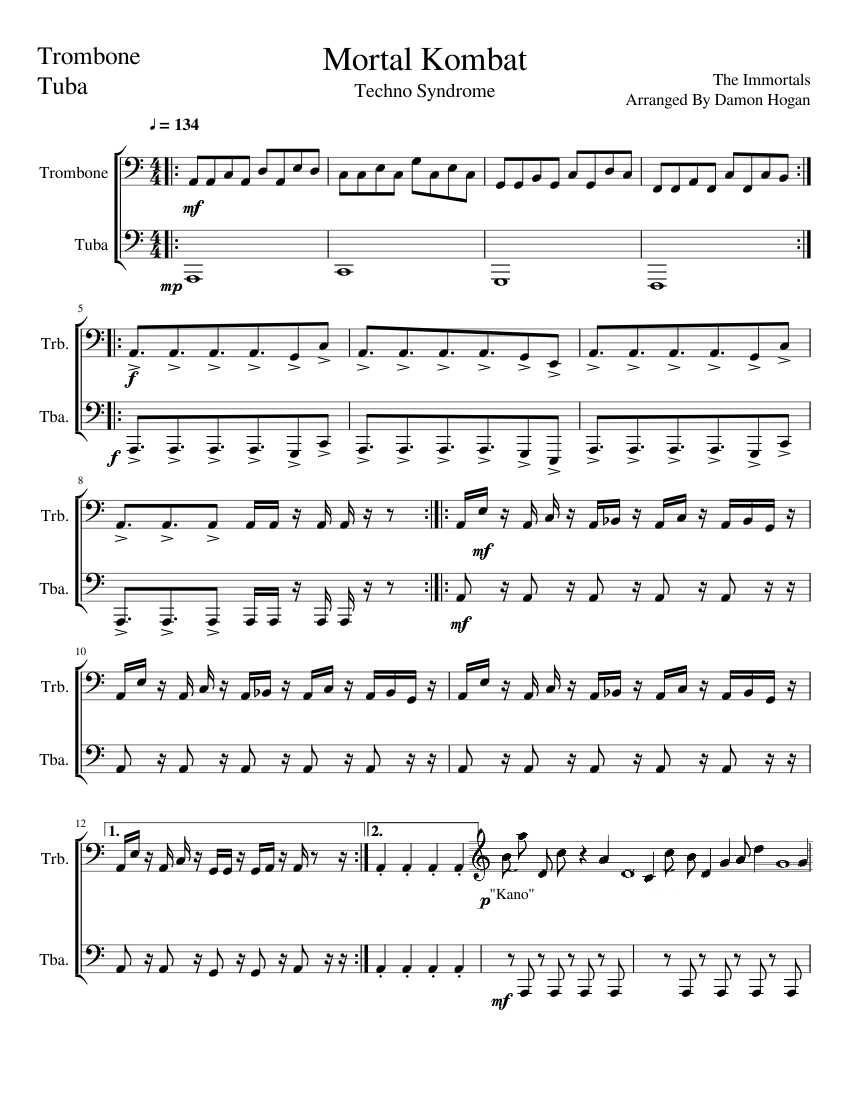 Trombone
Tuba
Mortal Kombat
Techno Syndrome
The Immortals
Arranged By Damon Hogan
♩ = 134
Trombone
mf
Tuba
mp
5
Trb.
f
Tba.
f
8
Trb.
mf
Tba.
mf
10
Trb.
Tba.
12
1.
2.
Trb.
p
"Kano"
Tba.
mf